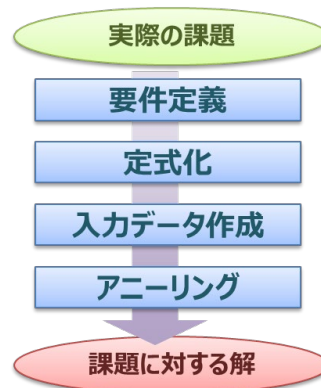 実際の課題
要件定義
定式化
入力データ作成
アニーリング
課題に対する解